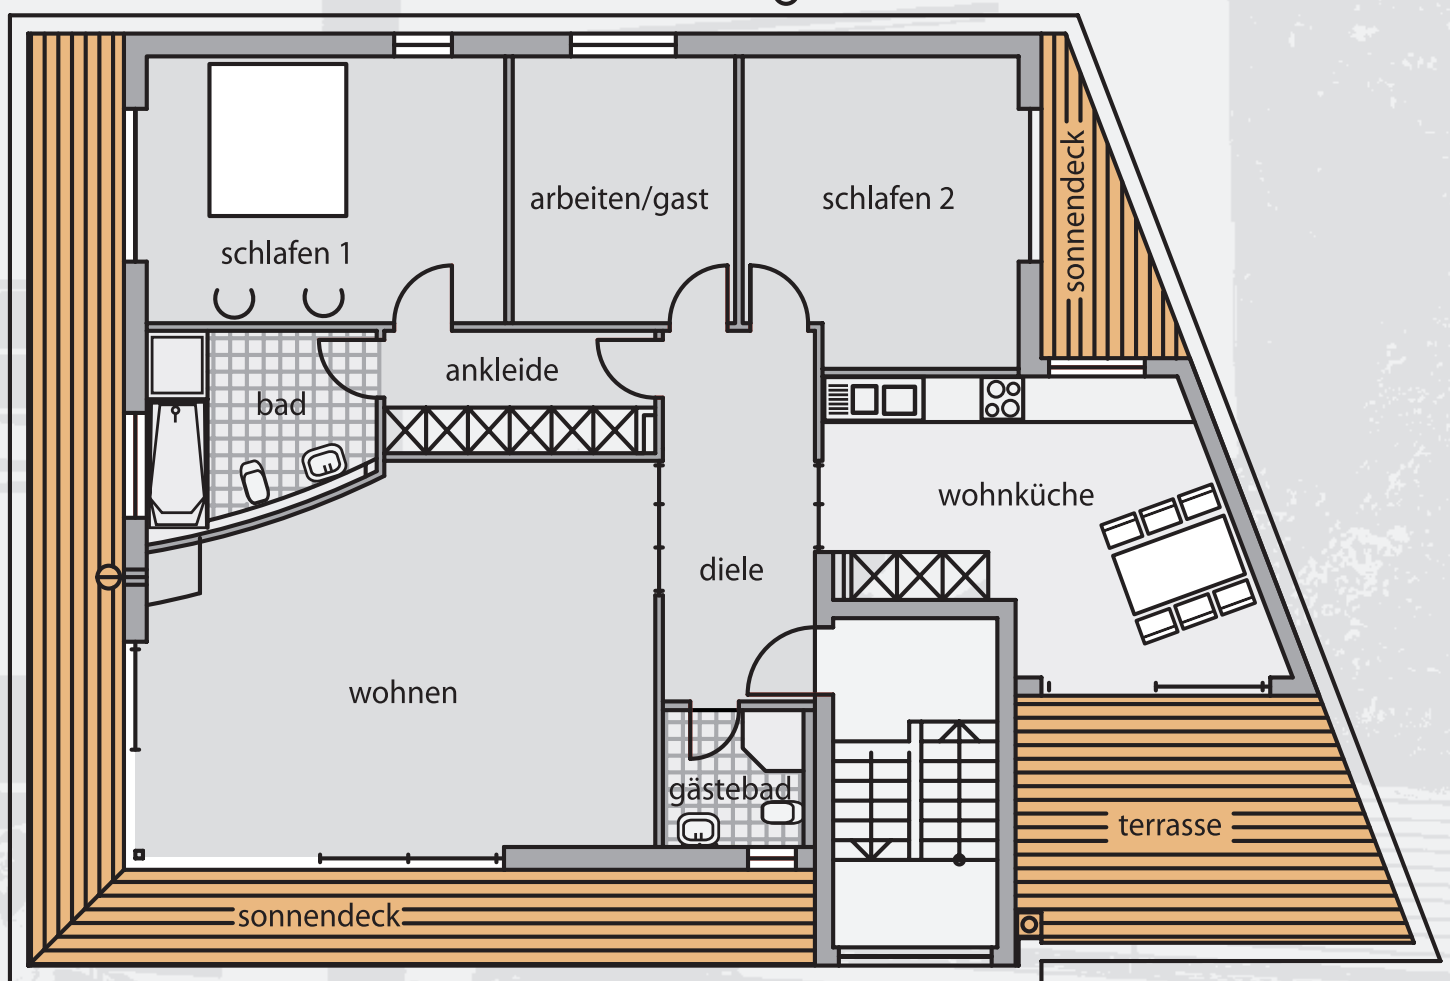 arbeiten/gast
schlafen 2
sonnendeck
schlafen 1
ankleide
bad
wohnküche
diele
wohnen
gästebad
terrasse
sonnendeck